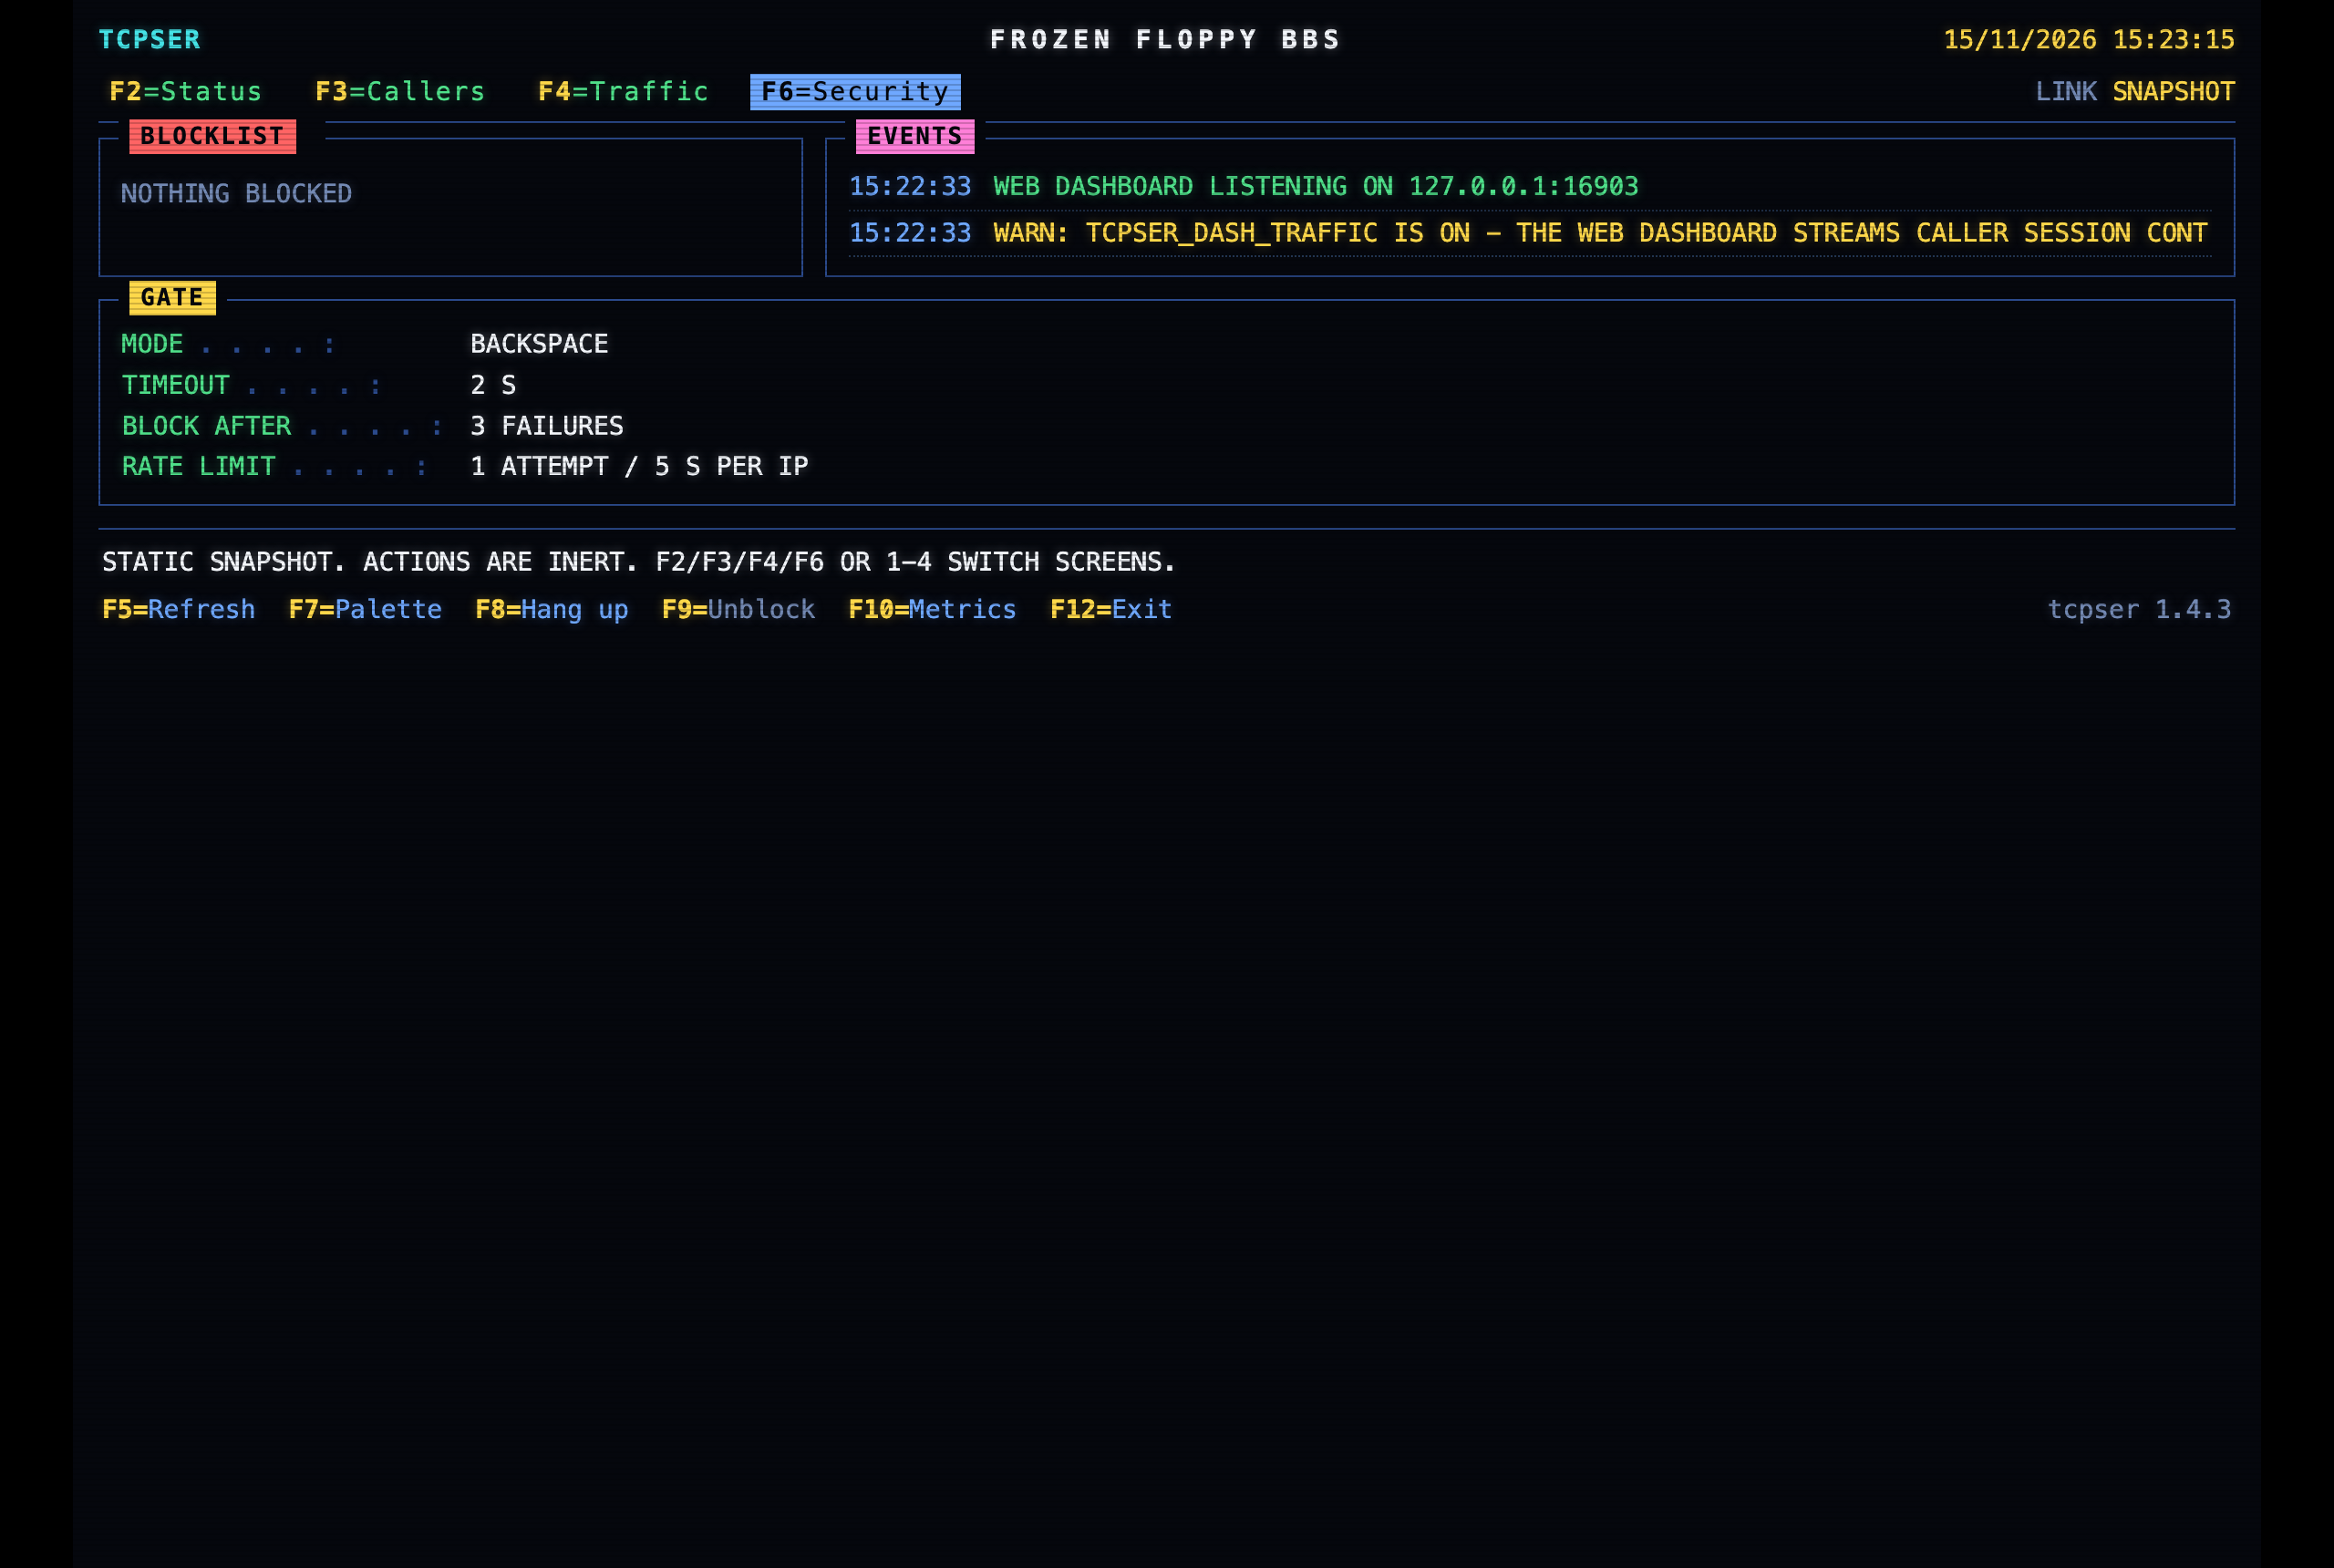 TCPSER FROZEN FLOPPY BBS 15/11/2026 15:23:15
F2=Status F3=Callers F4=Traffic F6=Security LINK SNAPSHOT
BLOCKLIST
NOTHING BLOCKED
EVENTS
15:22:33 WEB DASHBOARD LISTENING ON 127.0.0.1:16903
15:22:33 WARN: TCPSER_DASH_TRAFFIC IS ON – THE WEB DASHBOARD STREAMS CALLER SESSION CONT
GATE
MODE . . . . : BACKSPACE
TIMEOUT . . . . : 2 S
BLOCK AFTER . . . . : 3 FAILURES
RATE LIMIT . . . . : 1 ATTEMPT / 5 S PER IP
STATIC SNAPSHOT. ACTIONS ARE INERT. F2/F3/F4/F6 OR 1–4 SWITCH SCREENS.
F5=Refresh F7=Palette F8=Hang up F9=Unblock F10=Metrics F12=Exit tcpser 1.4.3